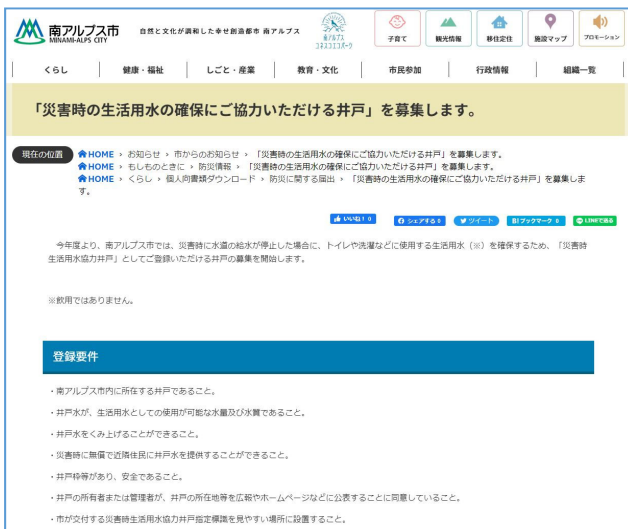 南アルプス市
MINAMI-ALPS CITY
自然と文化が調和した幸せ創造都市 南アルプス
南アルプス
ユネスコエコパーク
子育て
観光情報
移住定住
施設マップ
プロモーション
くらし
健康・福祉
しごと・産業
教育・文化
市民参加
行政情報
組織一覧
「災害時の生活用水の確保にご協力いただける井戸」を募集します。
現在の位置
HOME › お知らせ › 市からのお知らせ › 「災害時の生活用水の確保にご協力いただける井戸」を募集します。
HOME › もしものときに › 防災情報 › 「災害時の生活用水の確保にご協力いただける井戸」を募集します。
HOME › くらし › 個人向書類ダウンロード › 防災に関する届出 › 「災害時の生活用水の確保にご協力いただける井戸」を募集しま
す。
いいね！ 0
シェアする 0
ツイート
B! ブックマーク 0
LINEで送る
今年度より、南アルプス市では、災害時に水道の給水が停止した場合に、トイレや洗濯などに使用する生活用水（※）を確保するため、「災害時
生活用水協力井戸」としてご登録いただける井戸の募集を開始します。
※飲用ではありません。
登録要件
・南アルプス市内に所在する井戸であること。
・井戸水が、生活用水としての使用が可能な水量及び水質であること。
・井戸水をくみ上げることができること。
・災害時に無償で近隣住民に井戸水を提供することができること。
・井戸枠等があり、安全であること。
・井戸の所有者または管理者が、井戸の所在地等を広報やホームページなどに公表することに同意していること。
・市が交付する災害時生活用水協力井戸指定標識を見やすい場所に設置すること。